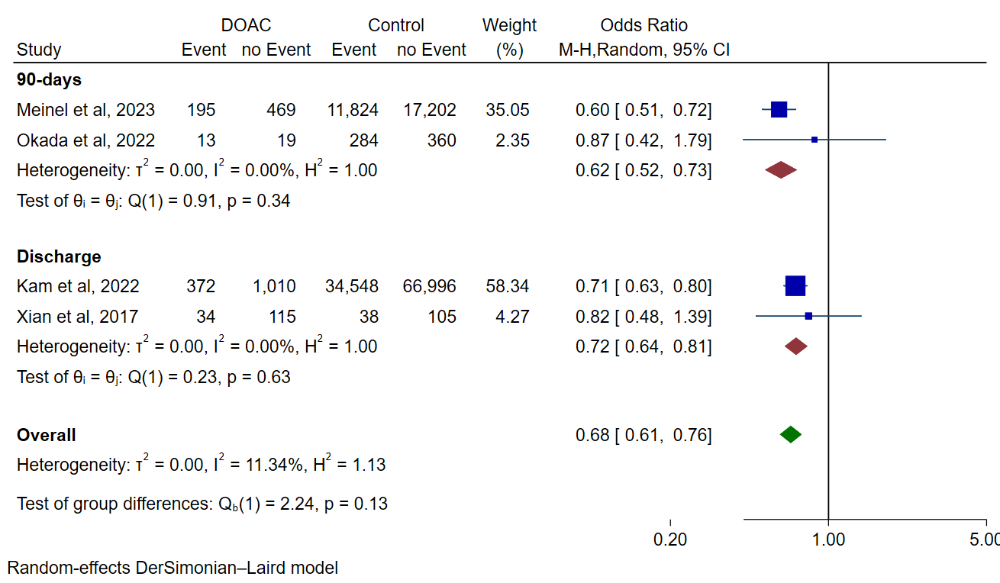 DOAC Control Weight Odds Ratio
Study Event no Event Event no Event (%) M-H,Random, 95% CI
90-days
Meinel et al, 2023 195 469 11,824 17,202 35.05 0.60 [ 0.51, 0.72]
Okada et al, 2022 13 19 284 360 2.35 0.87 [ 0.42, 1.79]
Heterogeneity: τ² = 0.00, I² = 0.00%, H² = 1.00 0.62 [ 0.52, 0.73]
Test of θᵢ = θⱼ: Q(1) = 0.91, p = 0.34
Discharge
Kam et al, 2022 372 1,010 34,548 66,996 58.34 0.71 [ 0.63, 0.80]
Xian et al, 2017 34 115 38 105 4.27 0.82 [ 0.48, 1.39]
Heterogeneity: τ² = 0.00, I² = 0.00%, H² = 1.00 0.72 [ 0.64, 0.81]
Test of θᵢ = θⱼ: Q(1) = 0.23, p = 0.63
Overall 0.68 [ 0.61, 0.76]
Heterogeneity: τ² = 0.00, I² = 11.34%, H² = 1.13
Test of group differences: Q_b(1) = 2.24, p = 0.13
0.20 1.00 5.00
Random-effects DerSimonian–Laird model